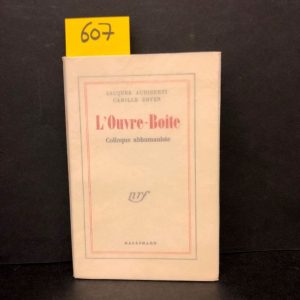 607
JACQUES AUDIBERTI
CAMILLE BRYEN
L'Ouvre-Boîte
Colloque abhumaniste
nrf
GALLIMARD